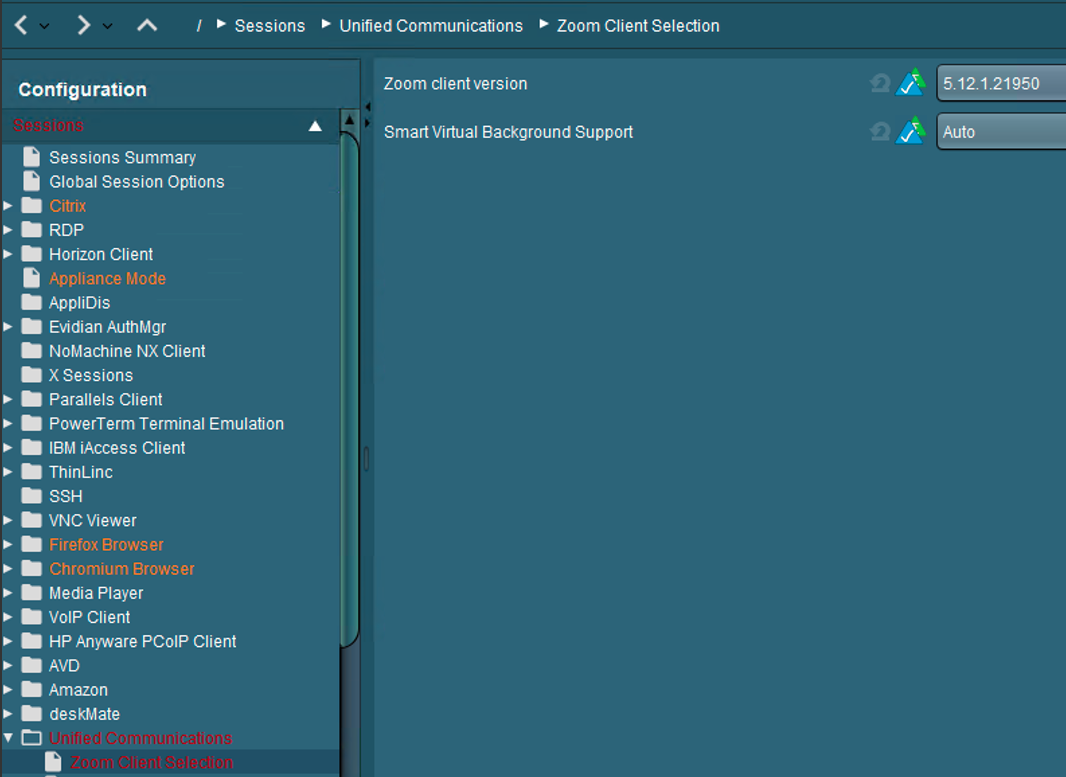 / Sessions Unified Communications Zoom Client Selection
Configuration
Sessions
Sessions Summary
Global Session Options
Citrix
RDP
Horizon Client
Appliance Mode
AppliDis
Evidian AuthMgr
NoMachine NX Client
X Sessions
Parallels Client
PowerTerm Terminal Emulation
IBM iAccess Client
ThinLinc
SSH
VNC Viewer
Firefox Browser
Chromium Browser
Media Player
VoIP Client
HP Anyware PCoIP Client
AVD
Amazon
deskMate
Unified Communications
Zoom Client Selection
Zoom client version 5.12.1.21950
Smart Virtual Background Support Auto